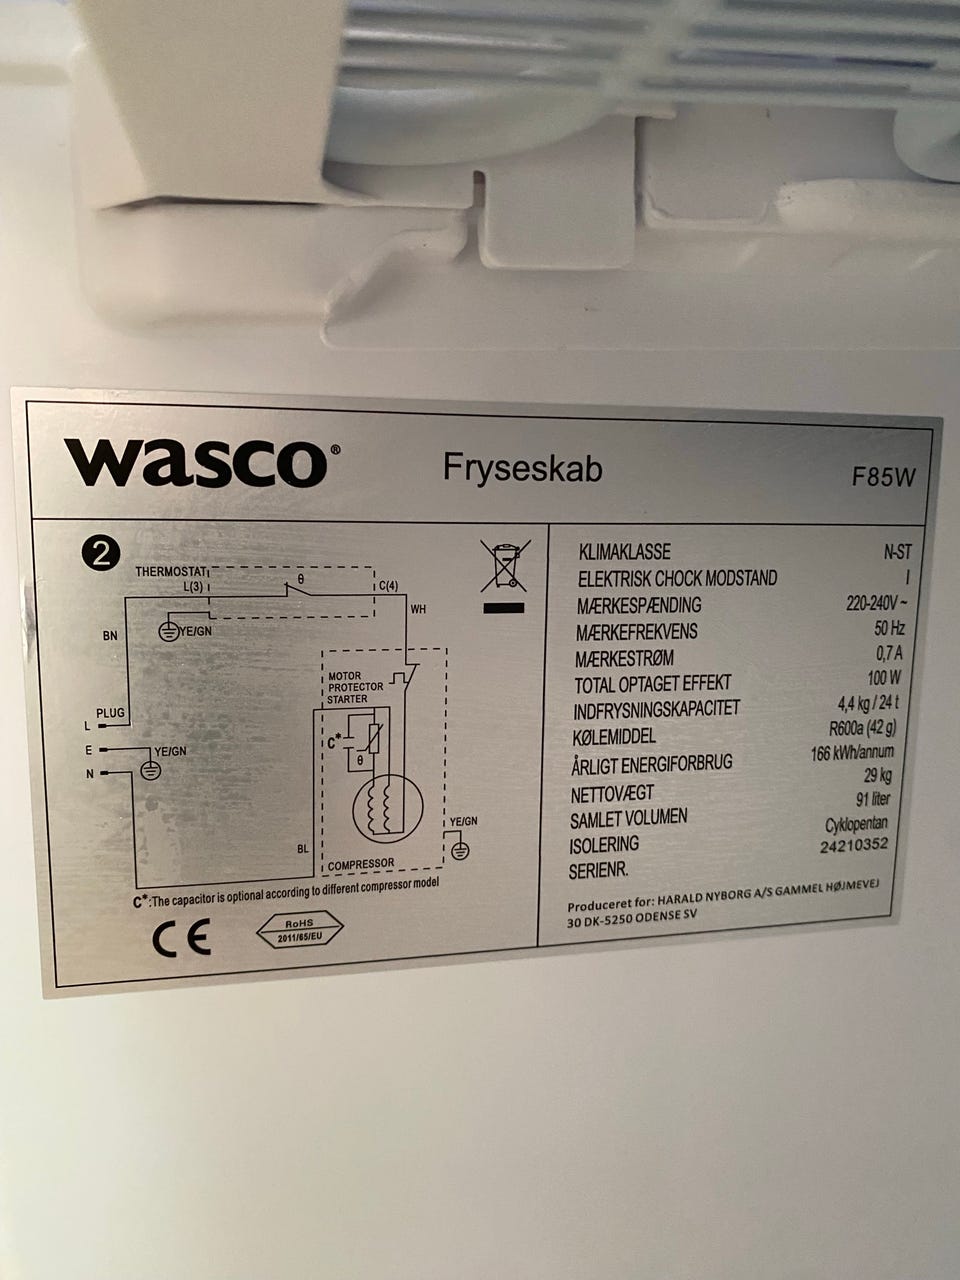 wasco®
Fryseskab
F85W
2
THERMOSTAT
L(3)
θ
C(4)
WH
YE/GN
BN
MOTOR
PROTECTOR
STARTER
PLUG
L
E
YE/GN
N
C*
θ
YE/GN
BL
COMPRESSOR
C*:The capacitor is optional according to different compressor model
CE
RoHS
2011/65/EU
KLIMAKLASSE N-ST
ELEKTRISK CHOCK MODSTAND I
MÆRKESPÆNDING 220-240V~
MÆRKEFREKVENS 50 Hz
MÆRKESTRØM 0,7 A
TOTAL OPTAGET EFFEKT 100 W
INDFRYSNINGSKAPACITET 4,4 kg / 24 t
KØLEMIDDEL R600a (42 g)
ÅRLIGT ENERGIFORBRUG 166 kWh/annum
NETTOVÆGT 29 kg
SAMLET VOLUMEN 91 liter
ISOLERING Cyklopentan
SERIENR. 24210352
Produceret for: HARALD NYBORG A/S GAMMEL HØJMEVEJ
30 DK-5250 ODENSE SV